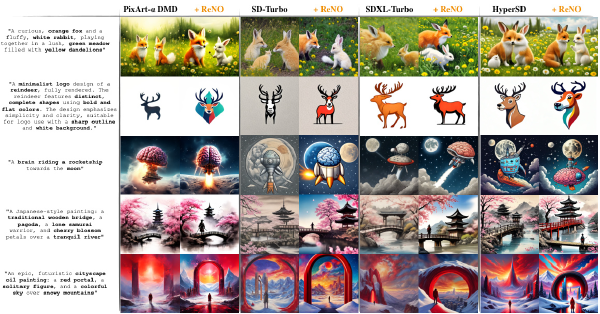 PixArt-α DMD + ReNO SD-Turbo + ReNO SDXL-Turbo + ReNO HyperSD + ReNO
"A curious, orange fox and a
fluffy, white rabbit, playing
together in a lush, green meadow
filled with yellow dandelions"
"A minimalist logo design of a
reindeer, fully rendered. The
reindeer features distinct,
complete shapes using bold and
flat colors. The design emphasizes
simplicity and clarity, suitable
for logo use with a sharp outline
and white background."
"A brain riding a rocketship
towards the moon"
"A Japanese-style painting: a
traditional wooden bridge, a
pagoda, a lone samurai
warrior, and cherry blossom
petals over a tranquil river"
"An epic, futuristic cityscape
oil painting: a red portal, a
solitary figure, and a colorful
sky over snowy mountains"